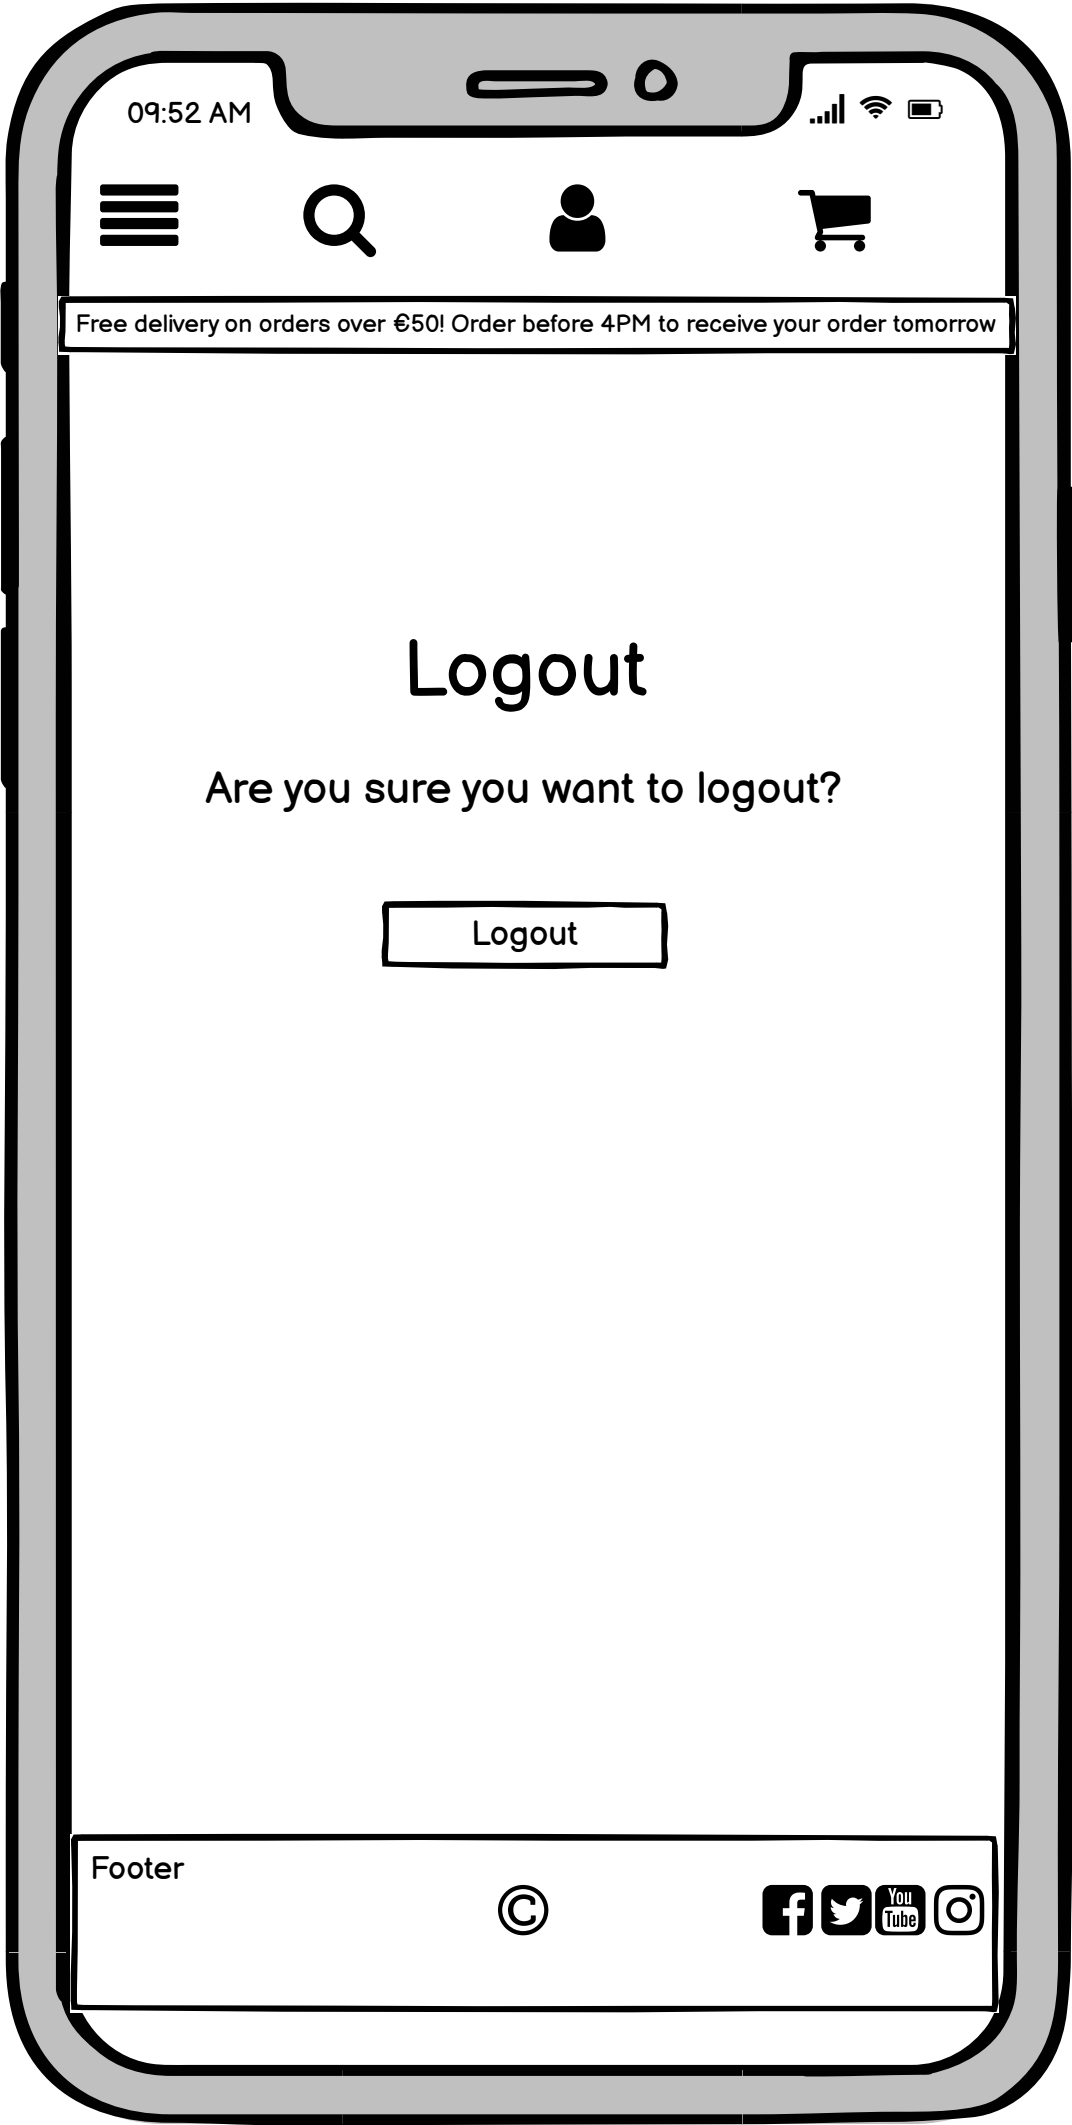 09:52 AM
Free delivery on orders over €50! Order before 4PM to receive your order tomorrow
Logout
Are you sure you want to logout?
Logout
Footer
©
You
Tube